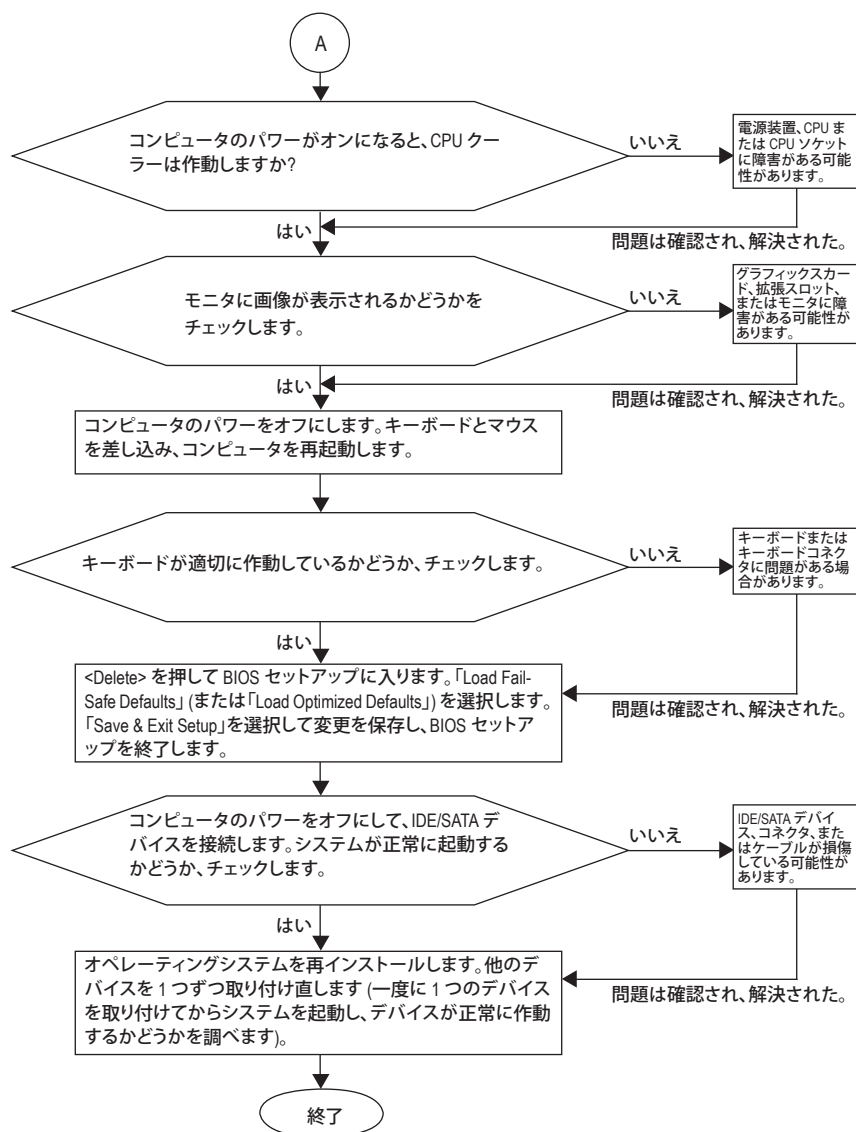 A
コンピュータのパワーがオンになると、CPU クー
ラーは作動しますか?
いいえ
電源装置、CPU ま
たは CPU ソケット
に障害がある可能
性があります。
はい
問題は確認され、解決された。
モニタに画像が表示されるかどうかを
チェックします。
いいえ
グラフィックスカー
ド、拡張スロット、
またはモニタに障
害がある可能性が
あります。
はい
問題は確認され、解決された。
コンピュータのパワーをオフにします。キーボードとマウス
を差し込み、コンピュータを再起動します。
キーボードが適切に作動しているかどうか、チェックします。
いいえ
キーボードまたは
キーボードコネク
タに問題がある場
合があります。
はい
<Delete> を押して BIOS セットアップに入ります。「Load Fail-
Safe Defaults」 (または「Load Optimized Defaults」) を選択します。
「Save & Exit Setup」を選択して変更を保存し、BIOS セットア
ップを終了します。
問題は確認され、解決された。
コンピュータのパワーをオフにして、IDE/SATA デ
バイスを接続します。システムが正常に起動する
かどうか、チェックします。
いいえ
IDE/SATA デバイ
ス、コネクタ、また
はケーブルが損傷
している可能性が
あります。
はい
オペレーティングシステムを再インストールします。他のデ
バイスを 1 つずつ取り付け直します (一度に 1 つのデバイス
を取り付けてからシステムを起動し、デバイスが正常に作動
するかどうかを調べます)。
問題は確認され、解決された。
終了